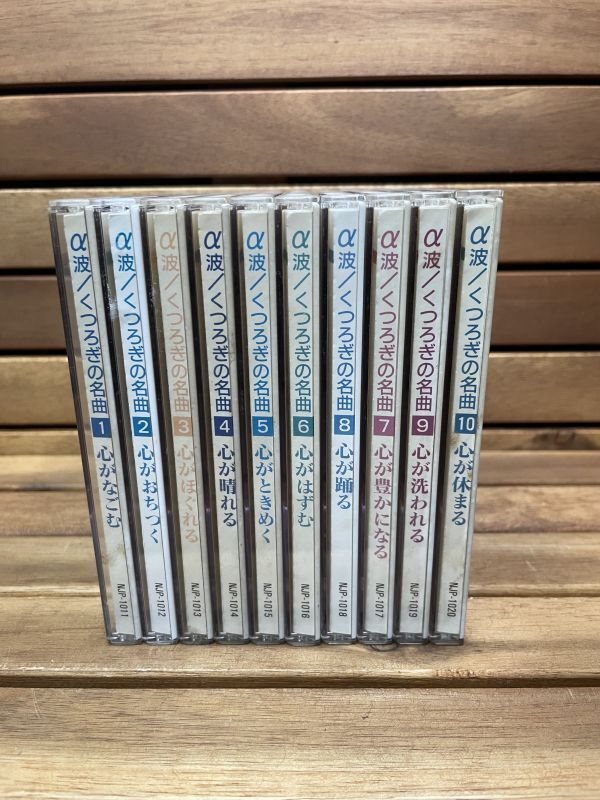 α波/くつろぎの名曲 1 心がなごむ NJP-1011
α波/くつろぎの名曲 2 心がおちつく NJP-1012
α波/くつろぎの名曲 3 心がほぐれる NJP-1013
α波/くつろぎの名曲 4 心が晴れる NJP-1014
α波/くつろぎの名曲 5 心がときめく NJP-1015
α波/くつろぎの名曲 6 心がはずむ NJP-1016
α波/くつろぎの名曲 8 心が踊る NJP-1018
α波/くつろぎの名曲 7 心が豊かになる NJP-1017
α波/くつろぎの名曲 9 心が洗われる NJP-1019
α波/くつろぎの名曲 10 心が休まる NJP-1020